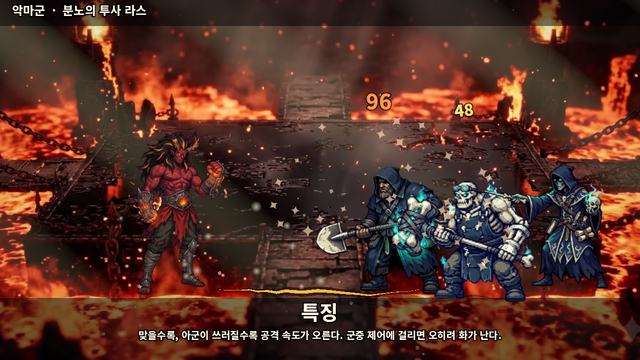 악마군 · 분노의 투사 라스
96
48
특징
맞을수록, 아군이 쓰러질수록 공격 속도가 오른다. 군중 제어에 걸리면 오히려 화가 난다.